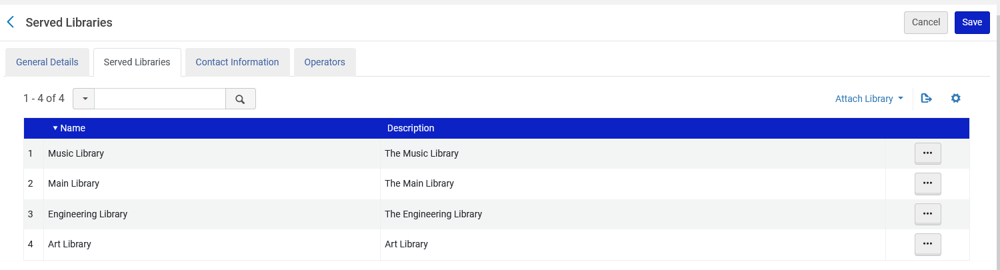 Served Libraries Cancel Save
General Details Served Libraries Contact Information Operators
1 - 4 of 4 Attach Library
Name Description
1 Music Library The Music Library
2 Main Library The Main Library
3 Engineering Library The Engineering Library
4 Art Library Art Library